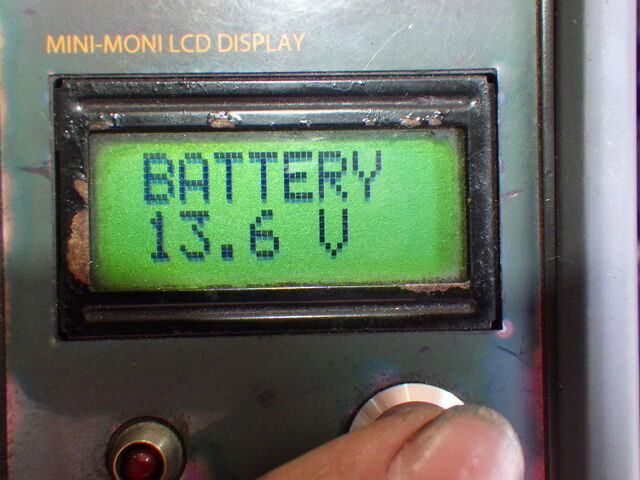 MINI-MONI LCD DISPLAY
BATTERY
13.6 V